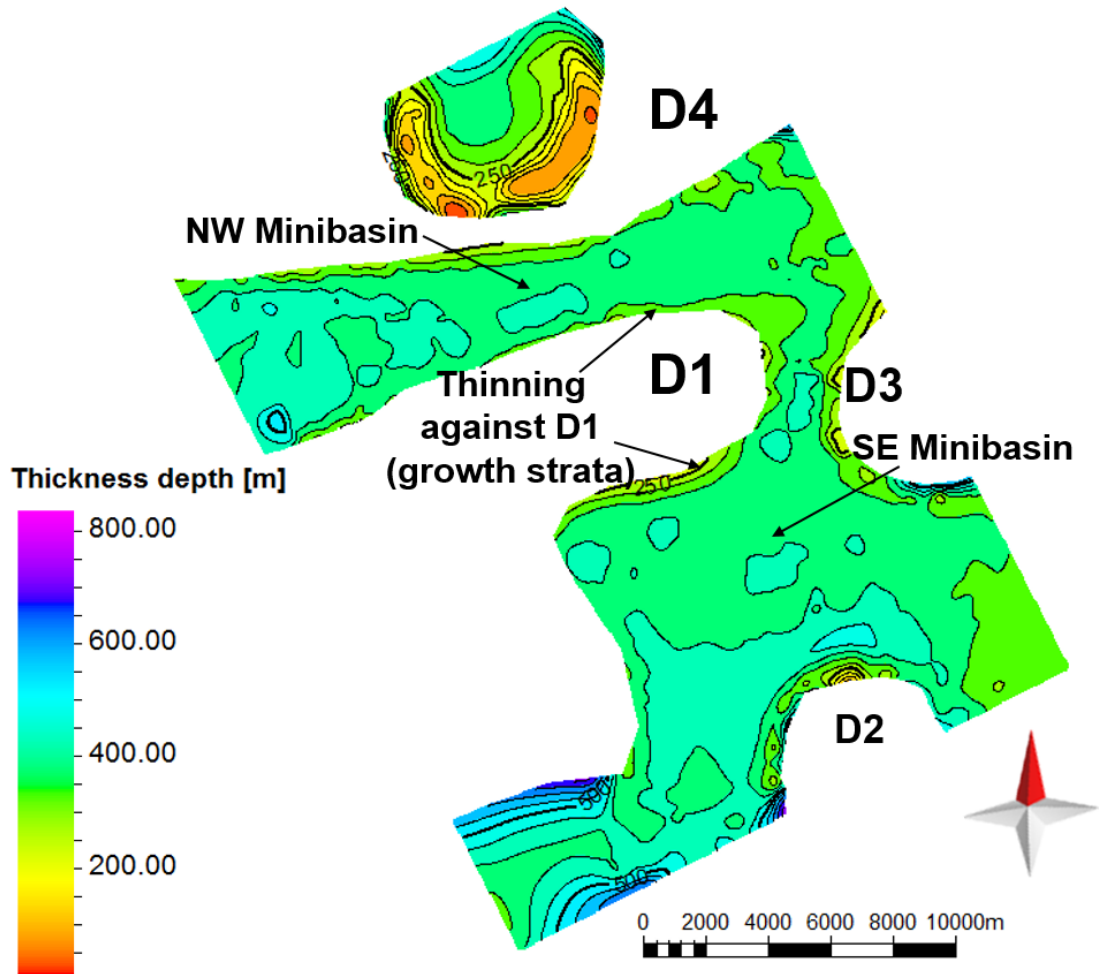 D4
250
250
NW Minibasin
D1
D3
Thinning
against D1
(growth strata)
SE Minibasin
250
Thickness depth [m]
800.00
600.00
400.00
200.00
D2
500
500
0 2000 4000 6000 8000 10000m